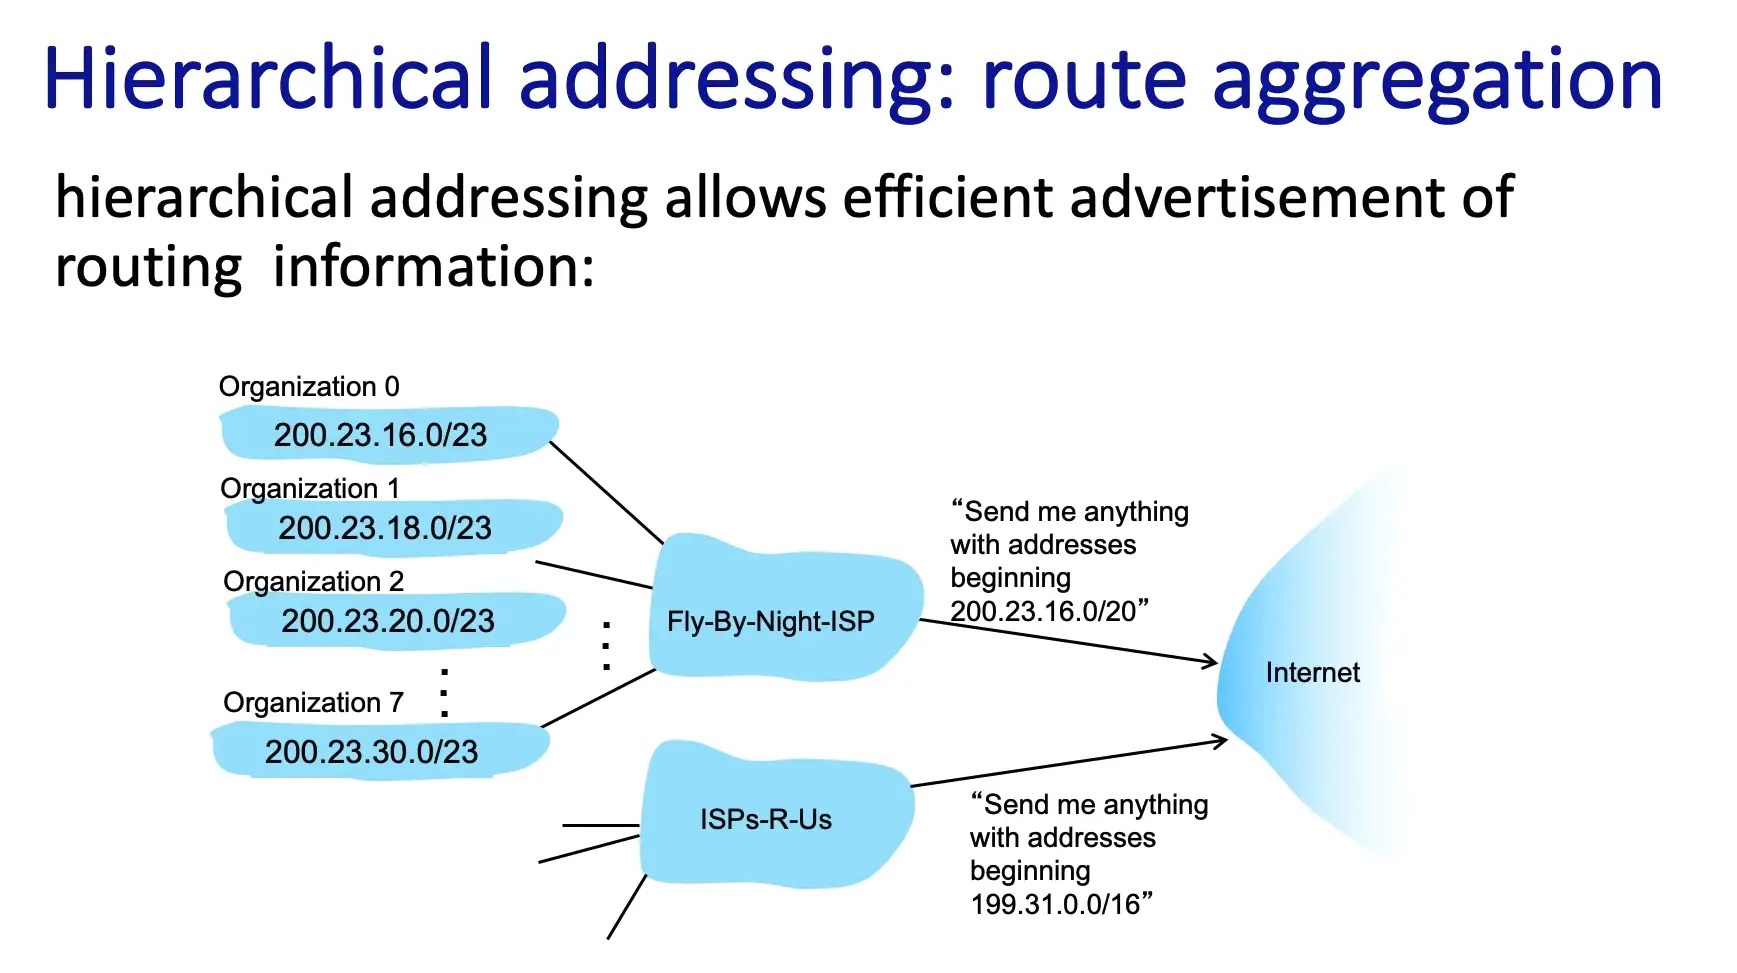 Hierarchical addressing: route aggregation
hierarchical addressing allows efficient advertisement of
routing  information:
Organization 0
200.23.16.0/23
Organization 1
200.23.18.0/23
Organization 2
200.23.20.0/23
Organization 7
200.23.30.0/23
Fly-By-Night-ISP
“Send me anything
with addresses
beginning
200.23.16.0/20”
Internet
ISPs-R-Us
“Send me anything
with addresses
beginning
199.31.0.0/16”